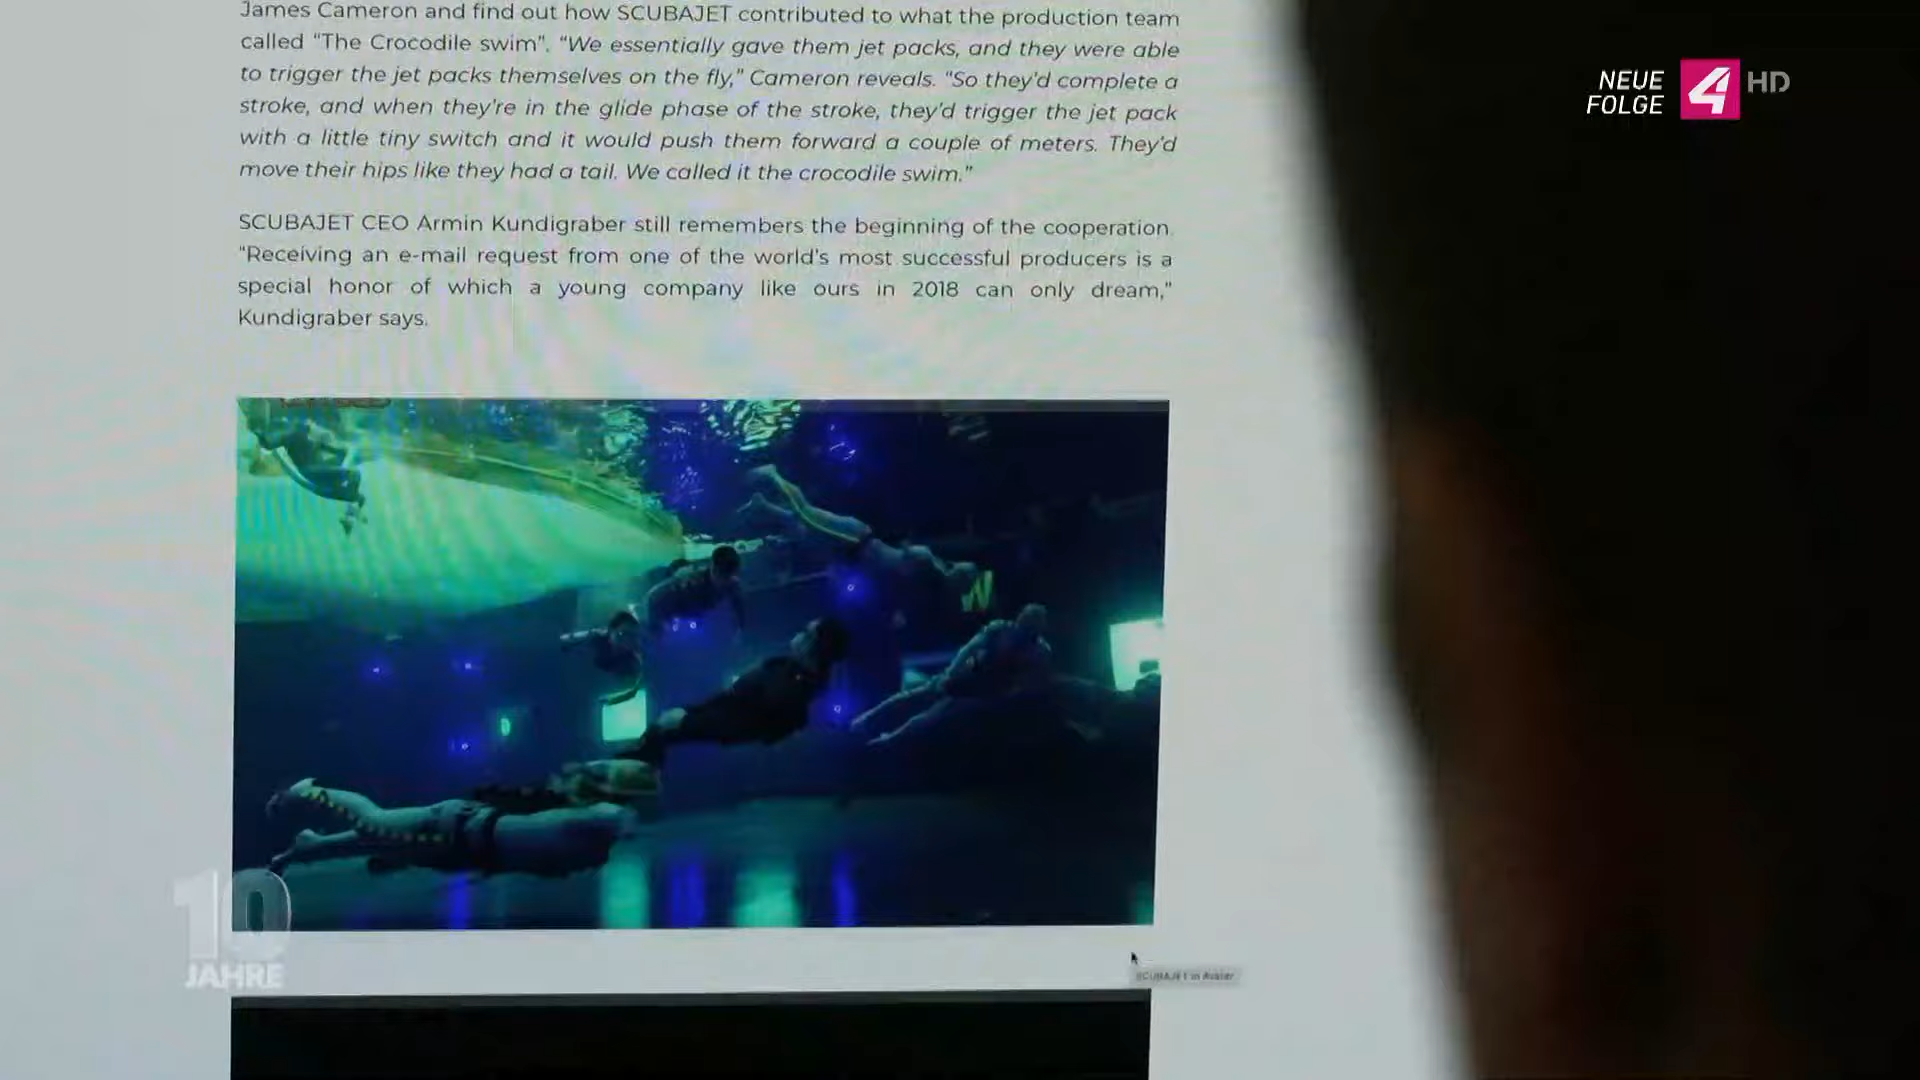 James Cameron and find out how SCUBAJET contributed to what the production team
called “The Crocodile swim”. “We essentially gave them jet packs, and they were able
to trigger the jet packs themselves on the fly,” Cameron reveals. “So they’d complete a
stroke, and when they’re in the glide phase of the stroke, they’d trigger the jet pack
with a little tiny switch and it would push them forward a couple of meters. They’d
move their hips like they had a tail. We called it the crocodile swim.”
SCUBAJET CEO Armin Kundigraber still remembers the beginning of the cooperation.
“Receiving an e-mail request from one of the world’s most successful producers is a
special honor of which a young company like ours in 2018 can only dream,”
Kundigraber says.
NEUE
FOLGE
4 HD
10
JAHRE
SCUBAJET in Avatar